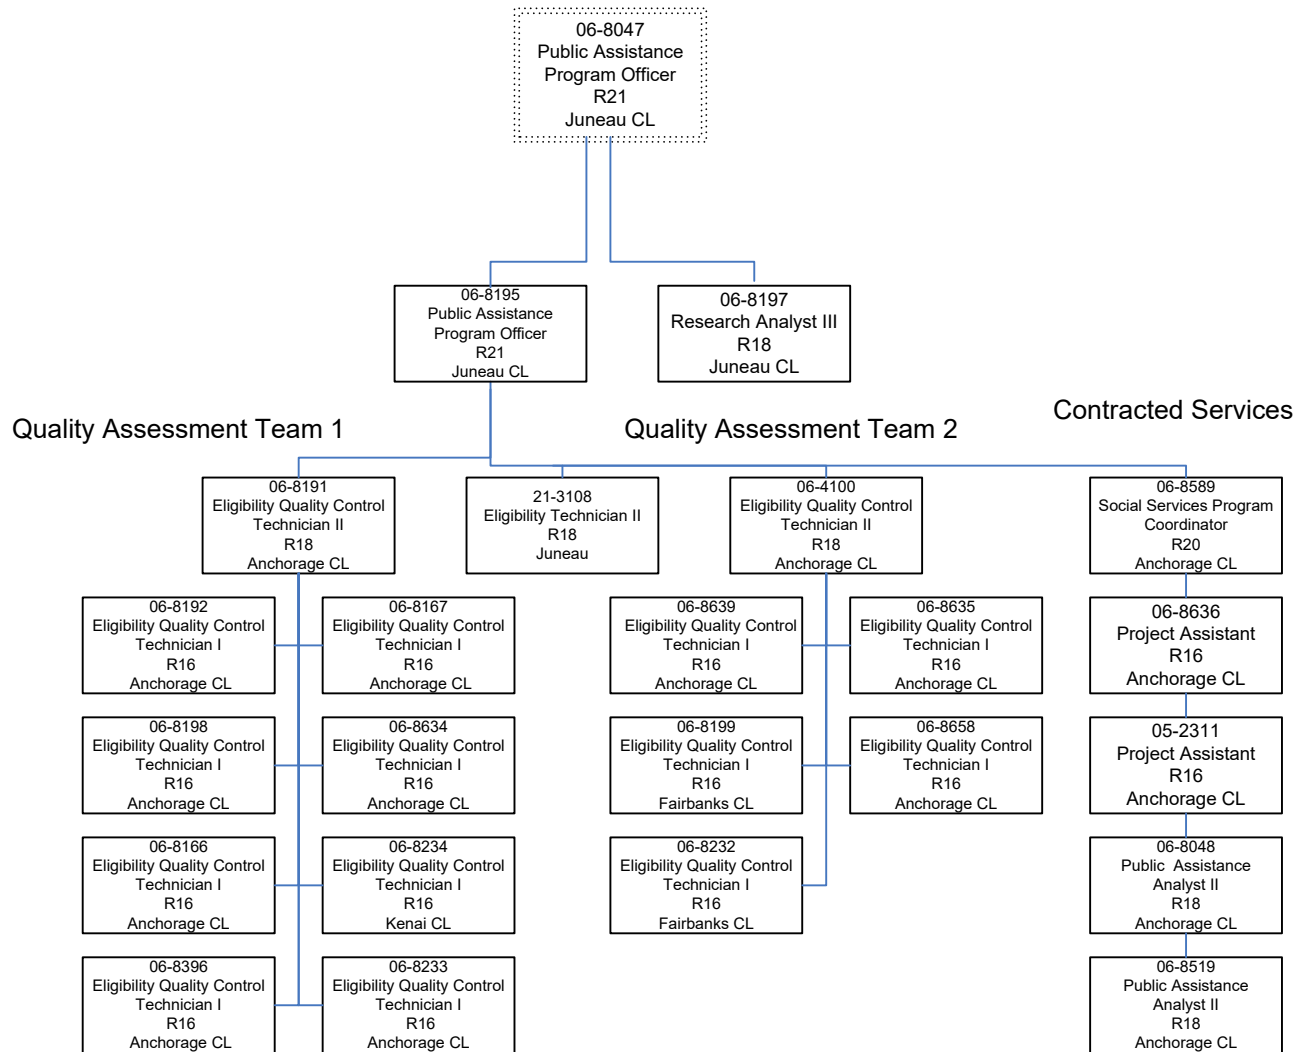 06-8047
Public Assistance
Program Officer
R21
Juneau CL
06-8195
Public Assistance
Program Officer
R21
Juneau CL
06-8197
Research Analyst III
R18
Juneau CL
Quality Assessment Team 1
Quality Assessment Team 2
Contracted Services
06-8191
Eligibility Quality Control
Technician II
R18
Anchorage CL
21-3108
Eligibility Technician II
R18
Juneau
06-4100
Eligibility Quality Control
Technician II
R18
Anchorage CL
06-8589
Social Services Program
Coordinator
R20
Anchorage CL
06-8192
Eligibility Quality Control
Technician I
R16
Anchorage CL
06-8167
Eligibility Quality Control
Technician I
R16
Anchorage CL
06-8639
Eligibility Quality Control
Technician I
R16
Anchorage CL
06-8635
Eligibility Quality Control
Technician I
R16
Anchorage CL
06-8636
Project Assistant
R16
Anchorage CL
06-8198
Eligibility Quality Control
Technician I
R16
Anchorage CL
06-8634
Eligibility Quality Control
Technician I
R16
Anchorage CL
06-8199
Eligibility Quality Control
Technician I
R16
Fairbanks CL
06-8658
Eligibility Quality Control
Technician I
R16
Anchorage CL
05-2311
Project Assistant
R16
Anchorage CL
06-8166
Eligibility Quality Control
Technician I
R16
Anchorage CL
06-8234
Eligibility Quality Control
Technician I
R16
Kenai CL
06-8232
Eligibility Quality Control
Technician I
R16
Fairbanks CL
06-8048
Public Assistance
Analyst II
R18
Anchorage CL
06-8396
Eligibility Quality Control
Technician I
R16
Anchorage CL
06-8233
Eligibility Quality Control
Technician I
R16
Anchorage CL
06-8519
Public Assistance
Analyst II
R18
Anchorage CL